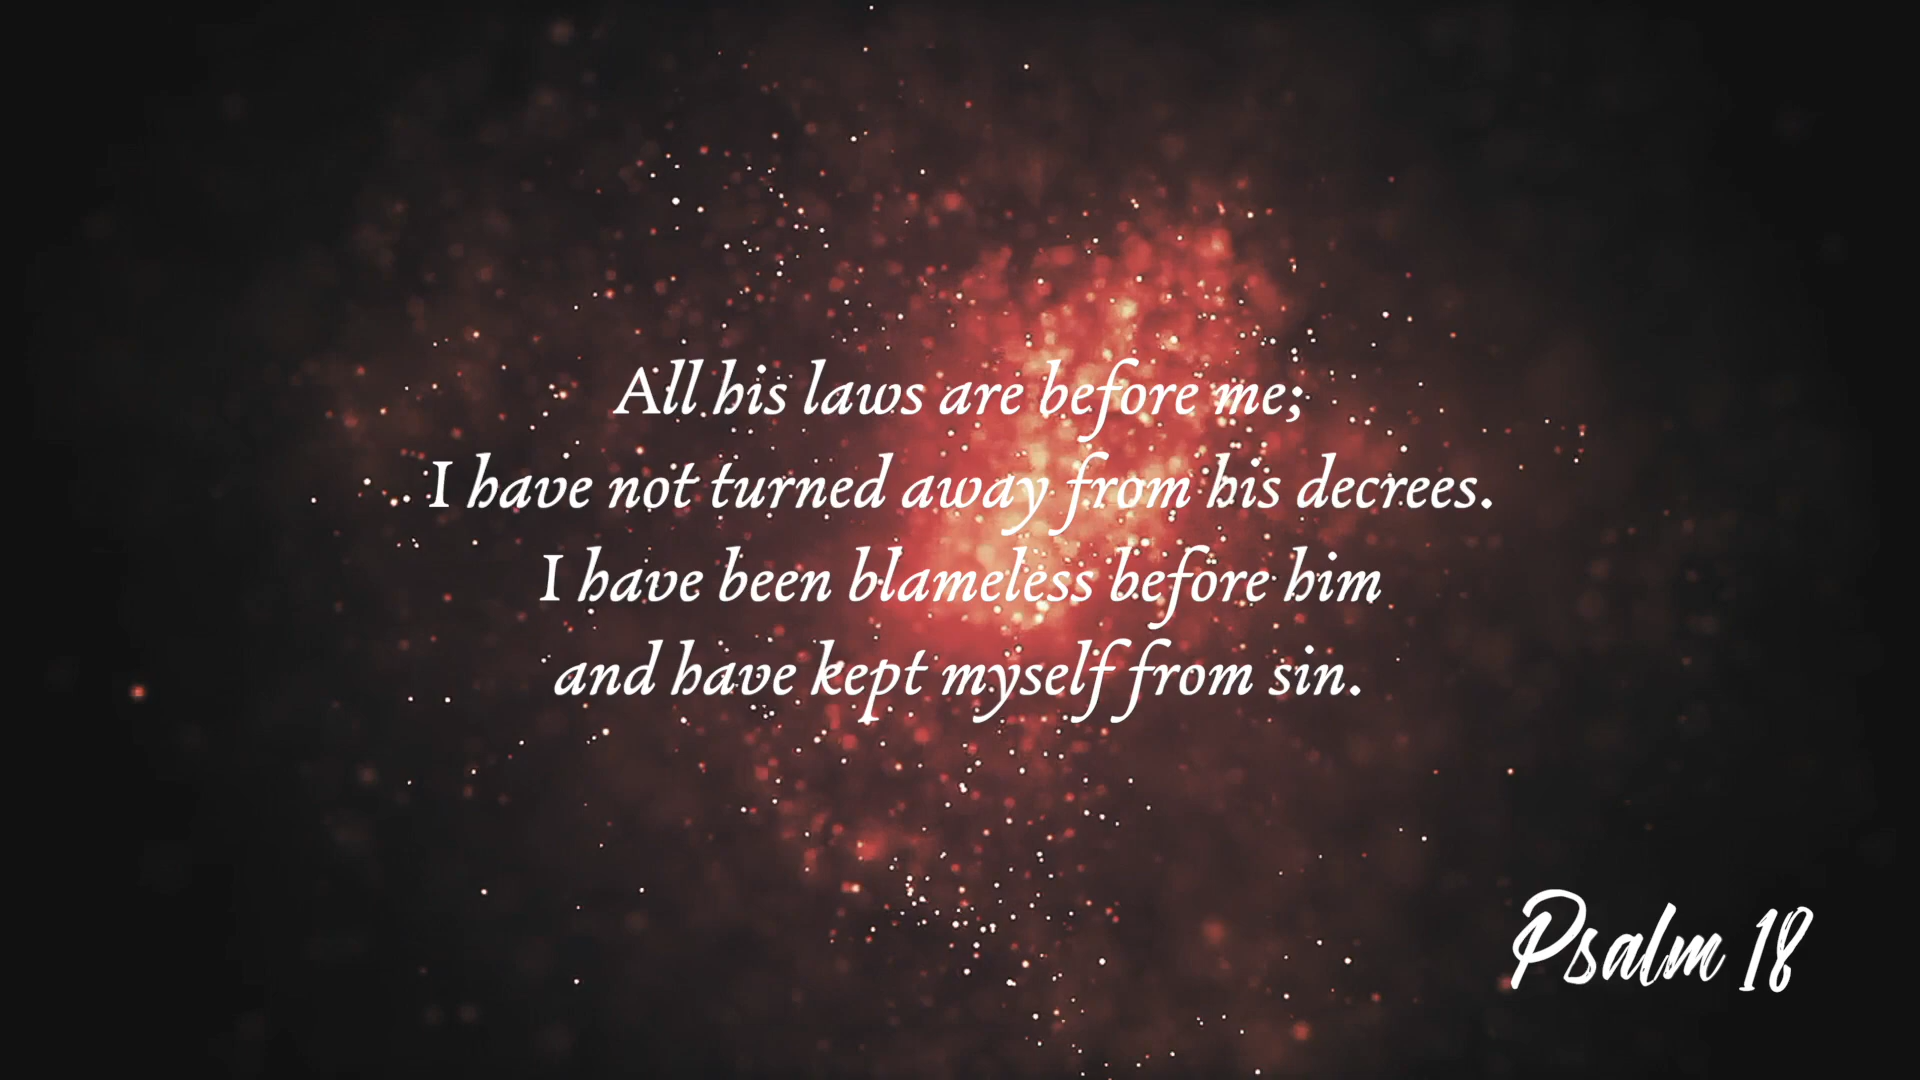 All his laws are before me;
I have not turned away from his decrees.
I have been blameless before him
and have kept myself from sin.
Psalm 18